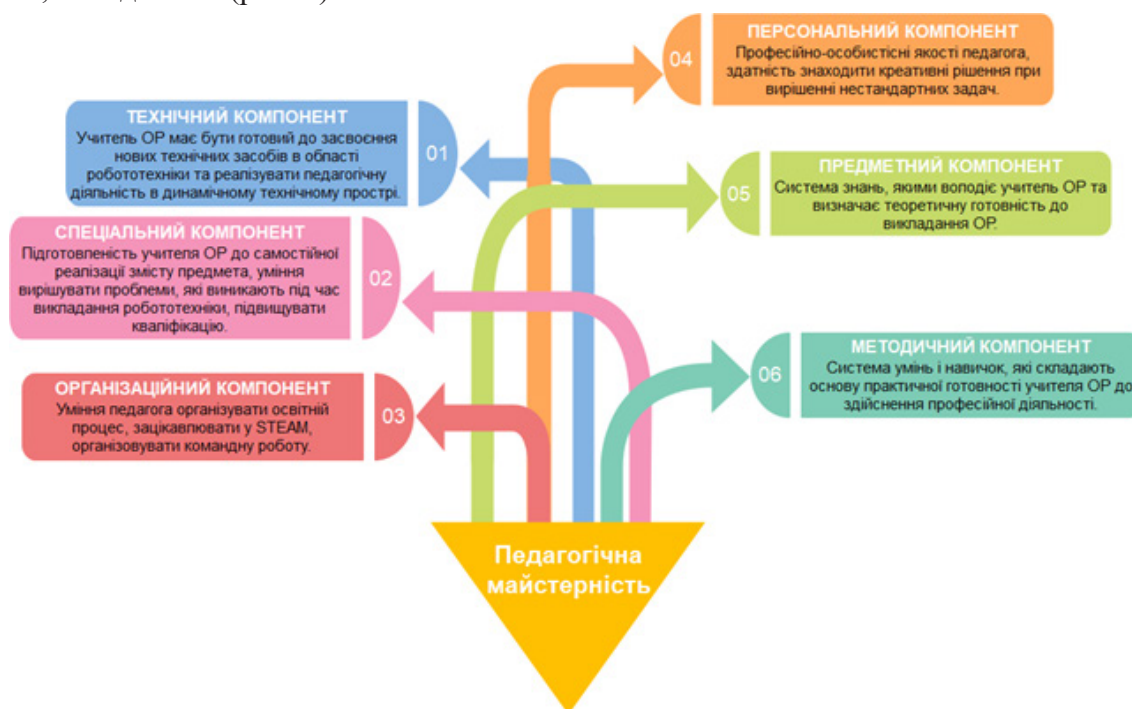 ТЕХНІЧНИЙ КОМПОНЕНТ
Учитель ОР має бути готовий до засвоєння
нових технічних засобів в області
робототехніки та реалізувати педагогічну
діяльність в динамічному технічному прострі.
01
СПЕЦІАЛЬНИЙ КОМПОНЕНТ
Підготовленість учителя ОР до самостійної
реалізації змісту предмета, уміння
вирішувати проблеми, які виникають під час
викладання робототехніки, підвищувати
кваліфікацію.
02
ОРГАНІЗАЦІЙНИЙ КОМПОНЕНТ
Уміння педагога організувати освітній
процес, зацікавлювати у STEAM,
організовувати командну роботу.
03
04
ПЕРСОНАЛЬНИЙ КОМПОНЕНТ
Професійно-особистісні якості педагога,
здатність знаходити креативні рішення при
вирішенні нестандартних задач.
05
ПРЕДМЕТНИЙ КОМПОНЕНТ
Система знань, якими володіє учитель ОР та
визначає теоретичну готовність до
викладання ОР.
06
МЕТОДИЧНИЙ КОМПОНЕНТ
Система умінь і навичок, які складають
основу практичної готовності учителя ОР до
здійснення професійної діяльності.
Педагогічна
майстерність